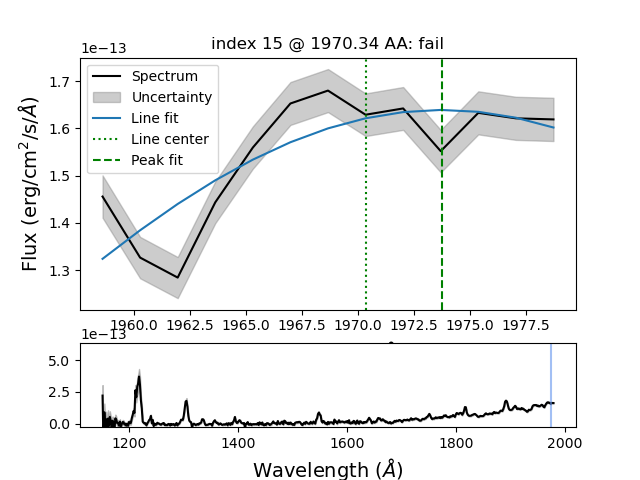 index 15 @ 1970.34 AA: fail
1e−13
Spectrum
Uncertainty
Line fit
Line center
Peak fit
1.7
1.6
1.5
1.4
1.3
Flux (erg/cm²/s/Å)
1960.0 1962.5 1965.0 1967.5 1970.0 1972.5 1975.0 1977.5
1e−13
5.0
2.5
0.0
1200 1400 1600 1800 2000
Wavelength (Å)